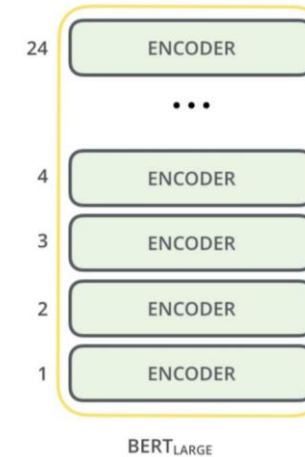 24 ENCODER
...
4 ENCODER
3 ENCODER
2 ENCODER
1 ENCODER
BERTLARGE